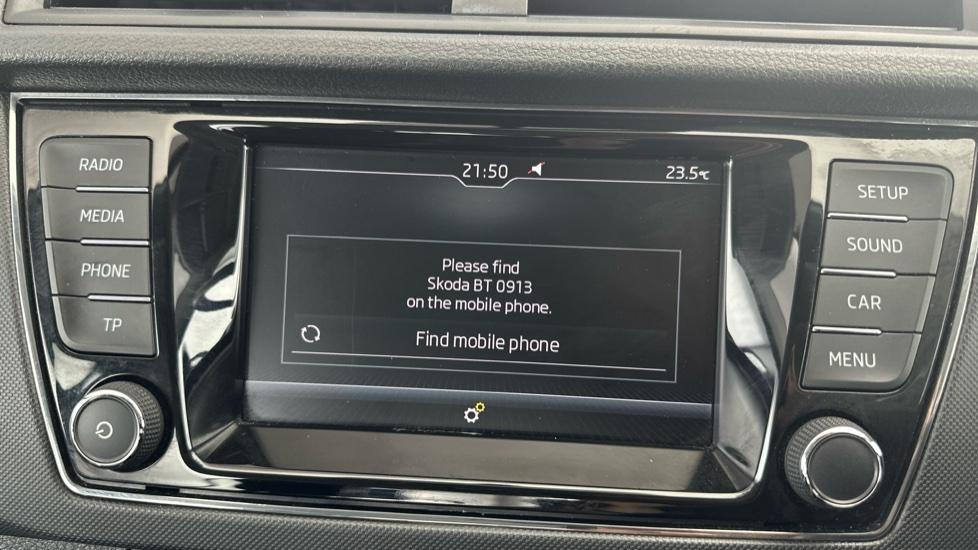 21:50
23.5°C
RADIO
MEDIA
PHONE
TP
Please find
Skoda BT 0913
on the mobile phone.
Find mobile phone
SETUP
SOUND
CAR
MENU